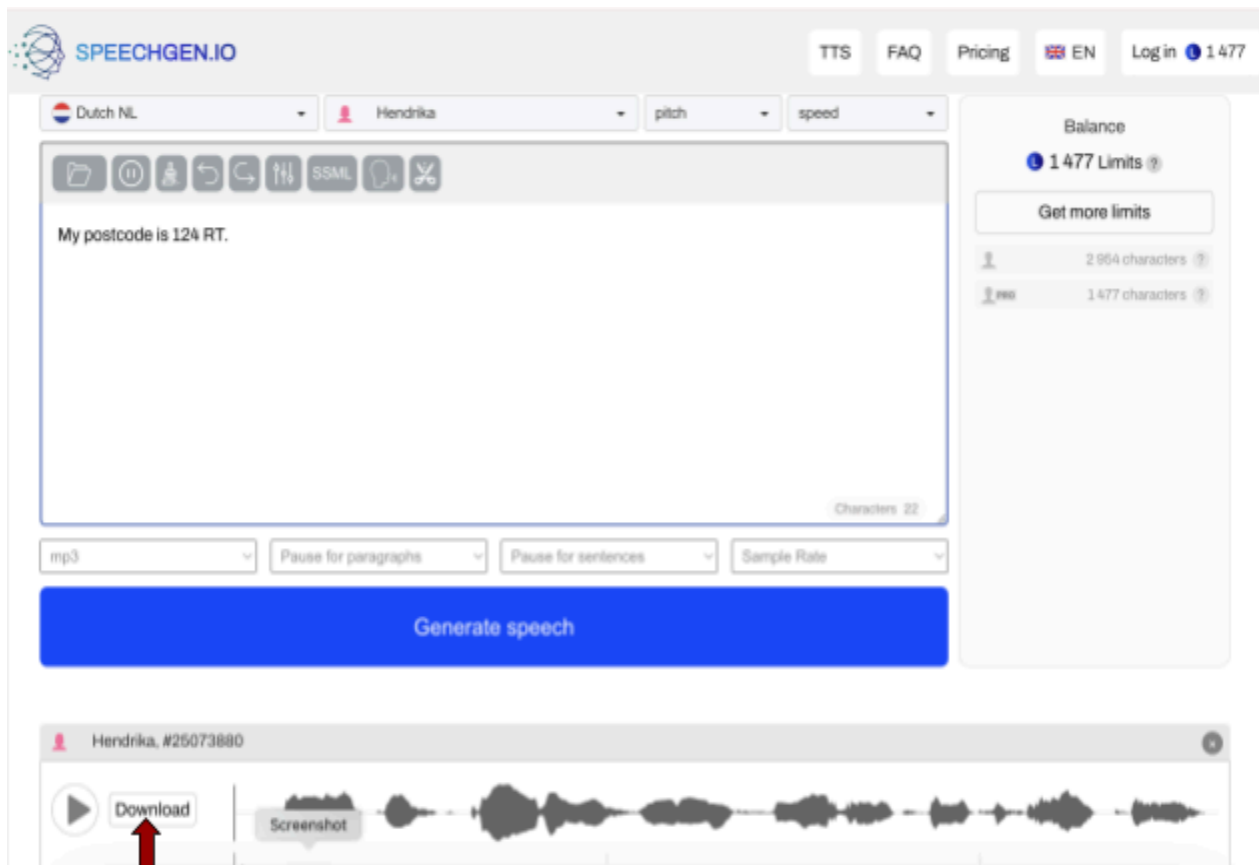 SPEECHGEN.IO
TTS FAQ Pricing EN Log in L 1 477
Dutch NL Hendrika pitch speed
SSML
My postcode is 124 RT.
Characters 22
mp3 Pause for paragraphs Pause for sentences Sample Rate
Generate speech
Balance
L 1 477 Limits ?
Get more limits
2 954 characters ?
PRO 1 477 characters ?
Hendrika, #25073880
x
Download
Screenshot